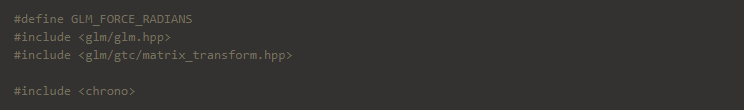 #define GLM_FORCE_RADIANS
#include <glm/glm.hpp>
#include <glm/gtc/matrix_transform.hpp>
#include <chrono>